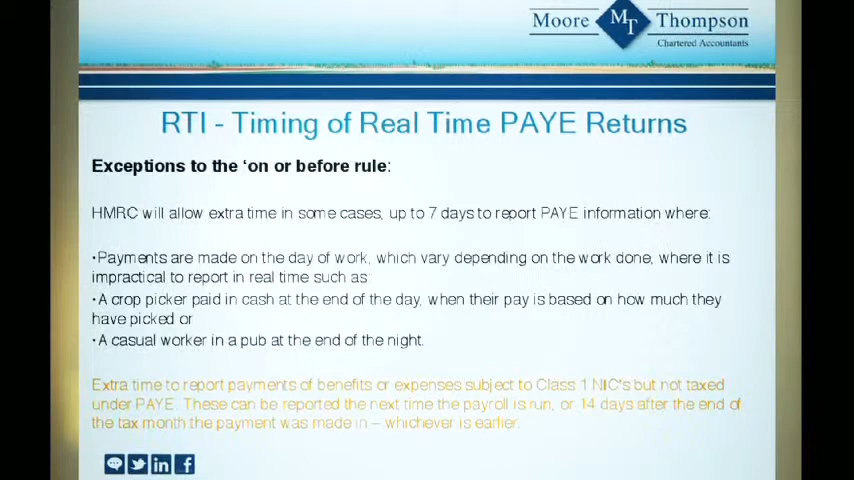 Moore MT Thompson
Chartered Accountants
RTI - Timing of Real Time PAYE Returns
Exceptions to the ‘on or before rule:
HMRC will allow extra time in some cases, up to 7 days to report PAYE information where:
•Payments are made on the day of work, which vary depending on the work done, where it is
impractical to report in real time such as:
•A crop picker paid in cash at the end of the day, when their pay is based on how much they
have picked or
•A casual worker in a pub at the end of the night.
Extra time to report payments of benefits or expenses subject to Class 1 NIC’s but not taxed
under PAYE. These can be reported the next time the payroll is run, or 14 days after the end of
the tax month the payment was made in – whichever is earlier.